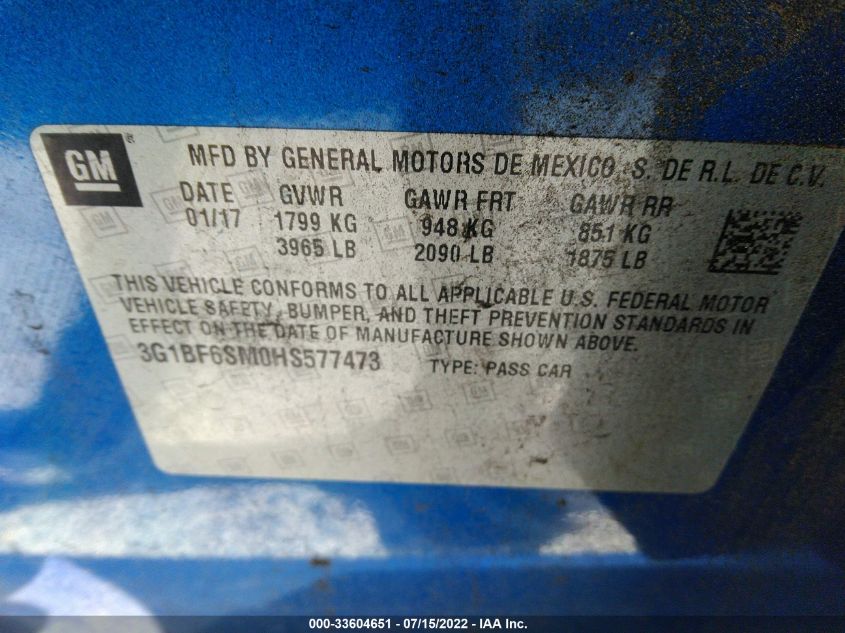 GM
MFD BY GENERAL MOTORS DE MEXICO, S. DE R.L. DE C.V.
DATE GVWR GAWR FRT GAWR RR
01/17 1799 KG 948 KG 851 KG
3965 LB 2090 LB 1875 LB
THIS VEHICLE CONFORMS TO ALL APPLICABLE U.S. FEDERAL MOTOR
VEHICLE SAFETY, BUMPER, AND THEFT PREVENTION STANDARDS IN
EFFECT ON THE DATE OF MANUFACTURE SHOWN ABOVE.
3G1BF6SM0HS577473 TYPE: PASS CAR
000-33604651 / 07/15/2022 / IAA Inc.